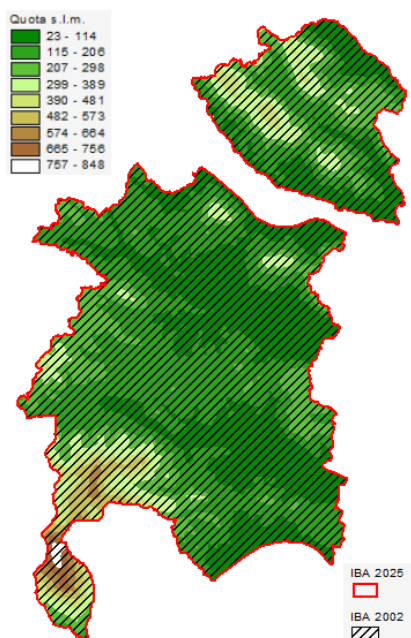 Quota s.l.m.
23 - 114
115 - 206
207 - 298
299 - 389
390 - 481
482 - 573
574 - 664
665 - 756
757 - 848
IBA 2025
IBA 2002